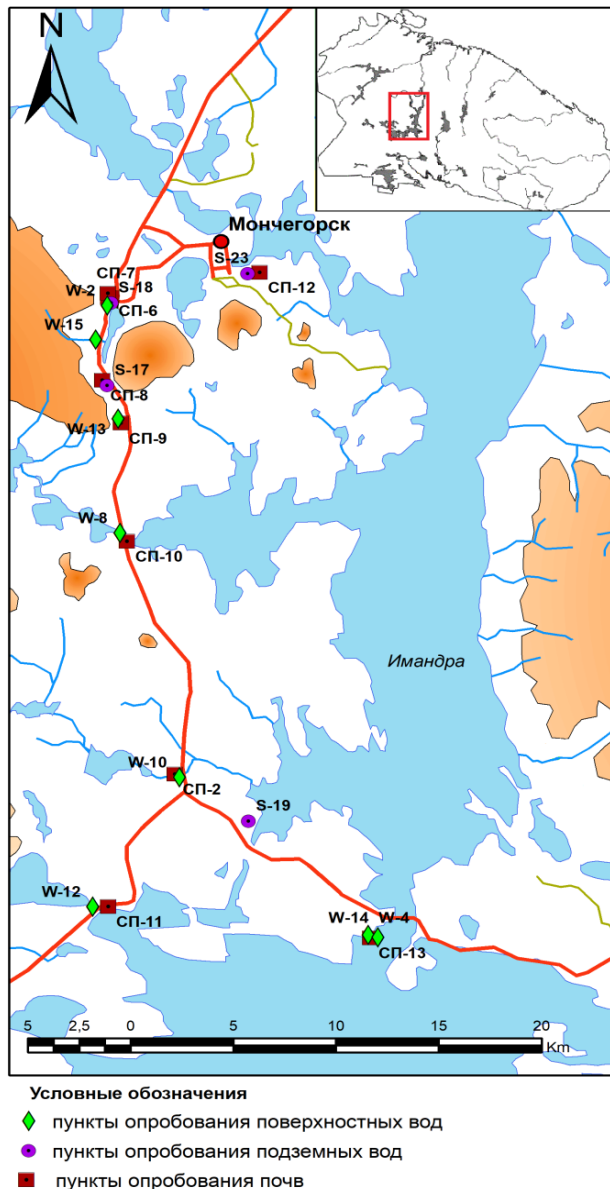 N
Мончегорск
S-23
СП-7
СП-12
W-2
S-18
СП-6
W-15
S-17
СП-8
W-13
СП-9
W-8
СП-10
Имандра
W-10
СП-2
S-19
W-12
СП-11
W-14 W-4
СП-13
5 2,5 0 5 10 15 20
Km
Условные обозначения
пункты опробования поверхностных вод
пункты опробования подземных вод
пункты опробования почв